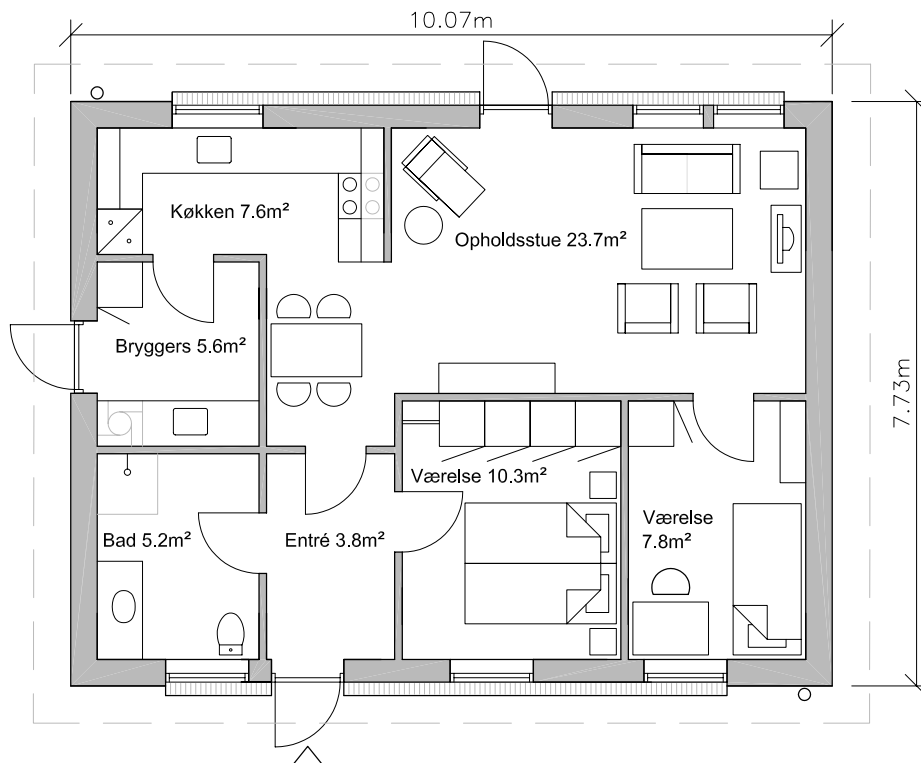 10.07m
Køkken 7.6m²
Opholdsstue 23.7m²
Bryggers 5.6m²
7.73m
Værelse 10.3m²
Bad 5.2m²
Entré 3.8m²
Værelse
7.8m²